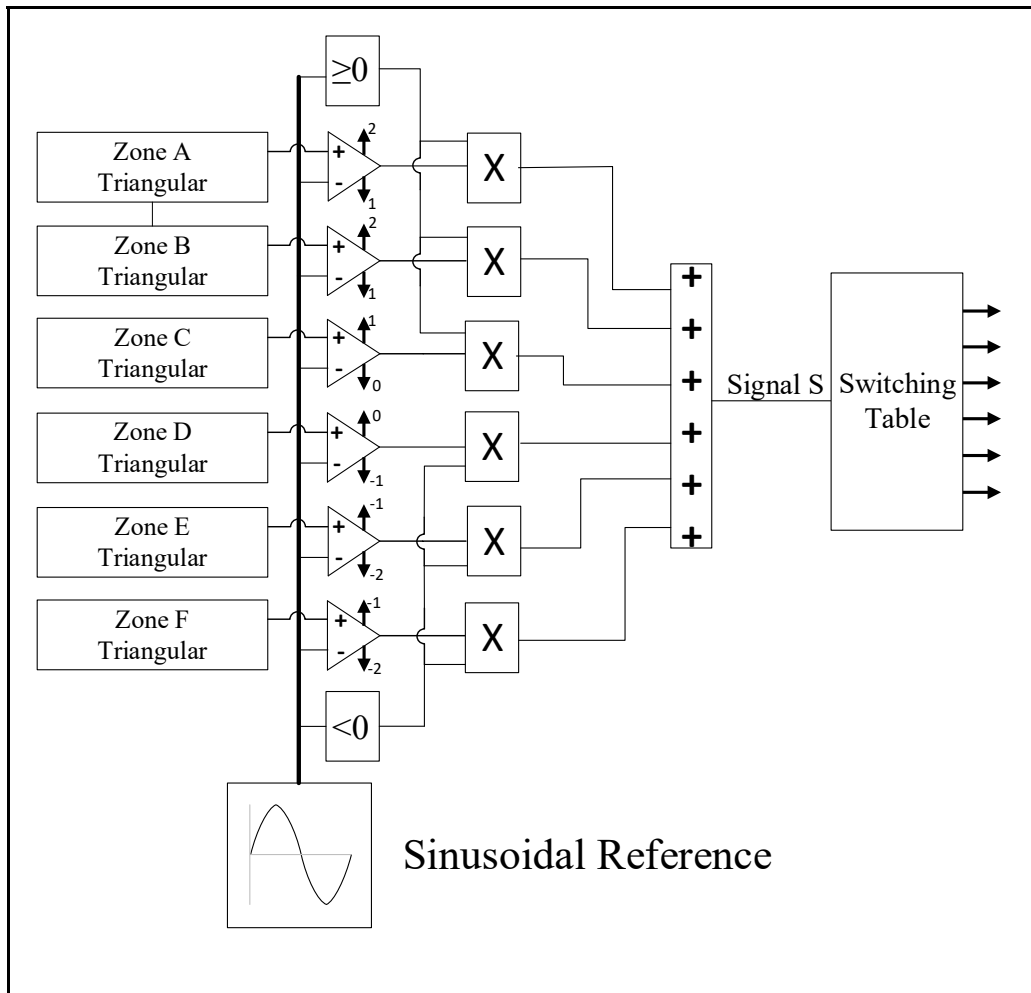 ≥0
Zone A
Triangular
+
-
2
1
X
Zone B
Triangular
+
-
2
1
X
Zone C
Triangular
+
-
1
0
X
Zone D
Triangular
+
-
0
-1
X
Zone E
Triangular
+
-
-1
-2
X
Zone F
Triangular
+
-
-1
-2
X
<0
+
+
+
+
+
+
Signal S
Switching
Table
Sinusoidal Reference